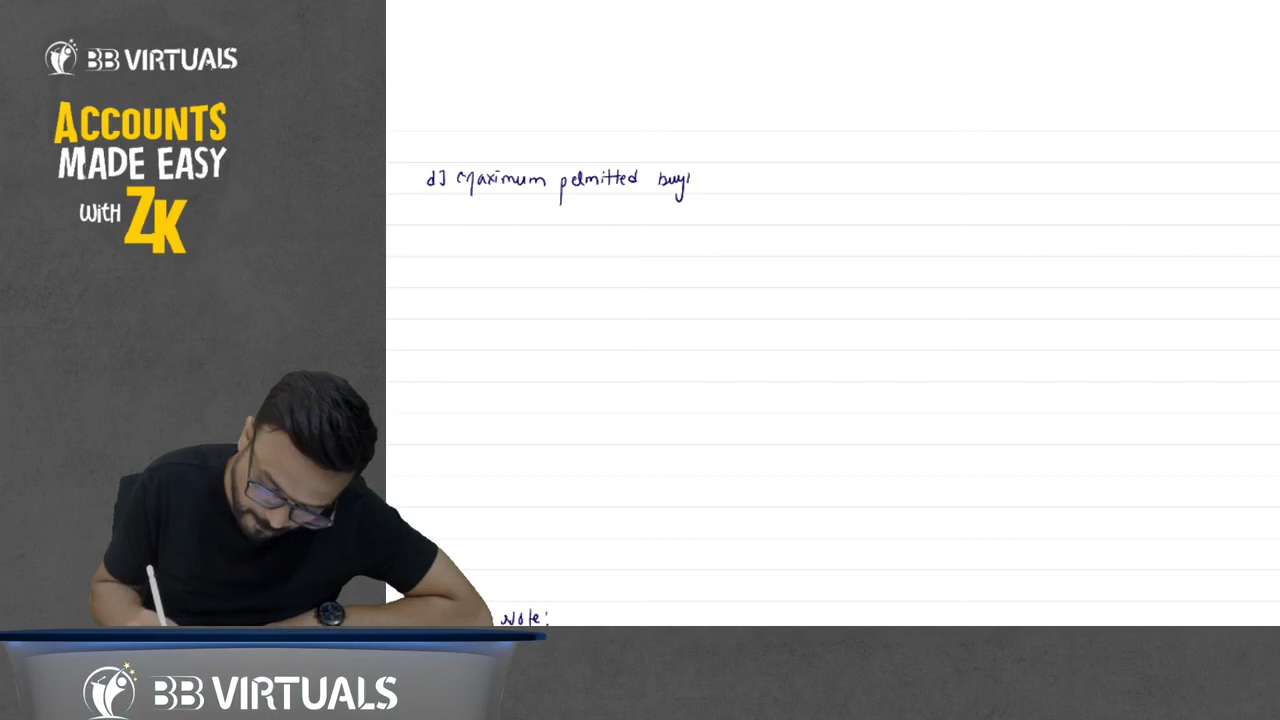 BB VIRTUALS
ACCOUNTS
MADE EASY
WITH ZK
d] Maximum permitted buy
Note:
BB VIRTUALS